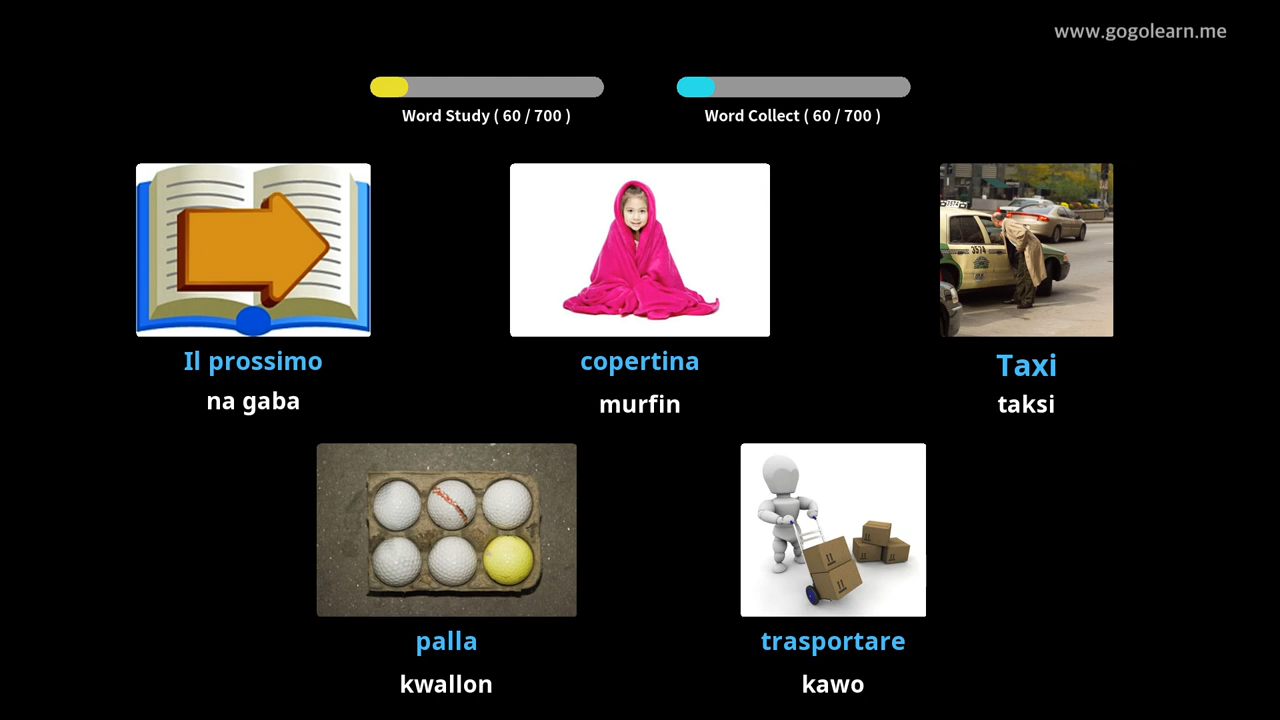 www.gogolearn.me
Word Study ( 60 / 700 )
Word Collect ( 60 / 700 )
Il prossimo
na gaba
copertina
murfin
3574
Taxi
taksi
palla
kwallon
trasportare
kawo